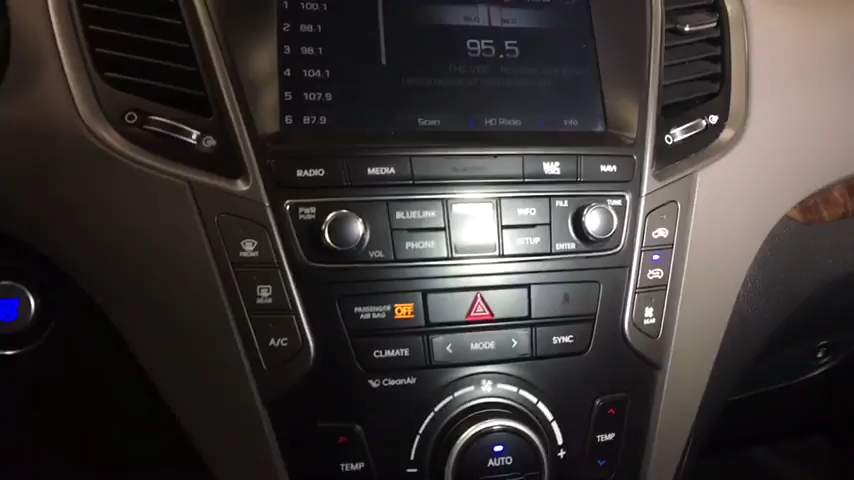 1 100.1
2 98.1
3 98.1
4 104.1
5 107.9
6 87.9
95.5
Scan HD Radio Info
RADIO MEDIA MAP VOICE NAVI
PWR PUSH VOL BLUELINK PHONE INFO SETUP FILE ENTER TUNE
FRONT
REAR
A/C
PASSENGER AIR BAG OFF
CLIMATE < MODE > SYNC
CleanAir
REAR
TEMP
− AUTO +
TEMP